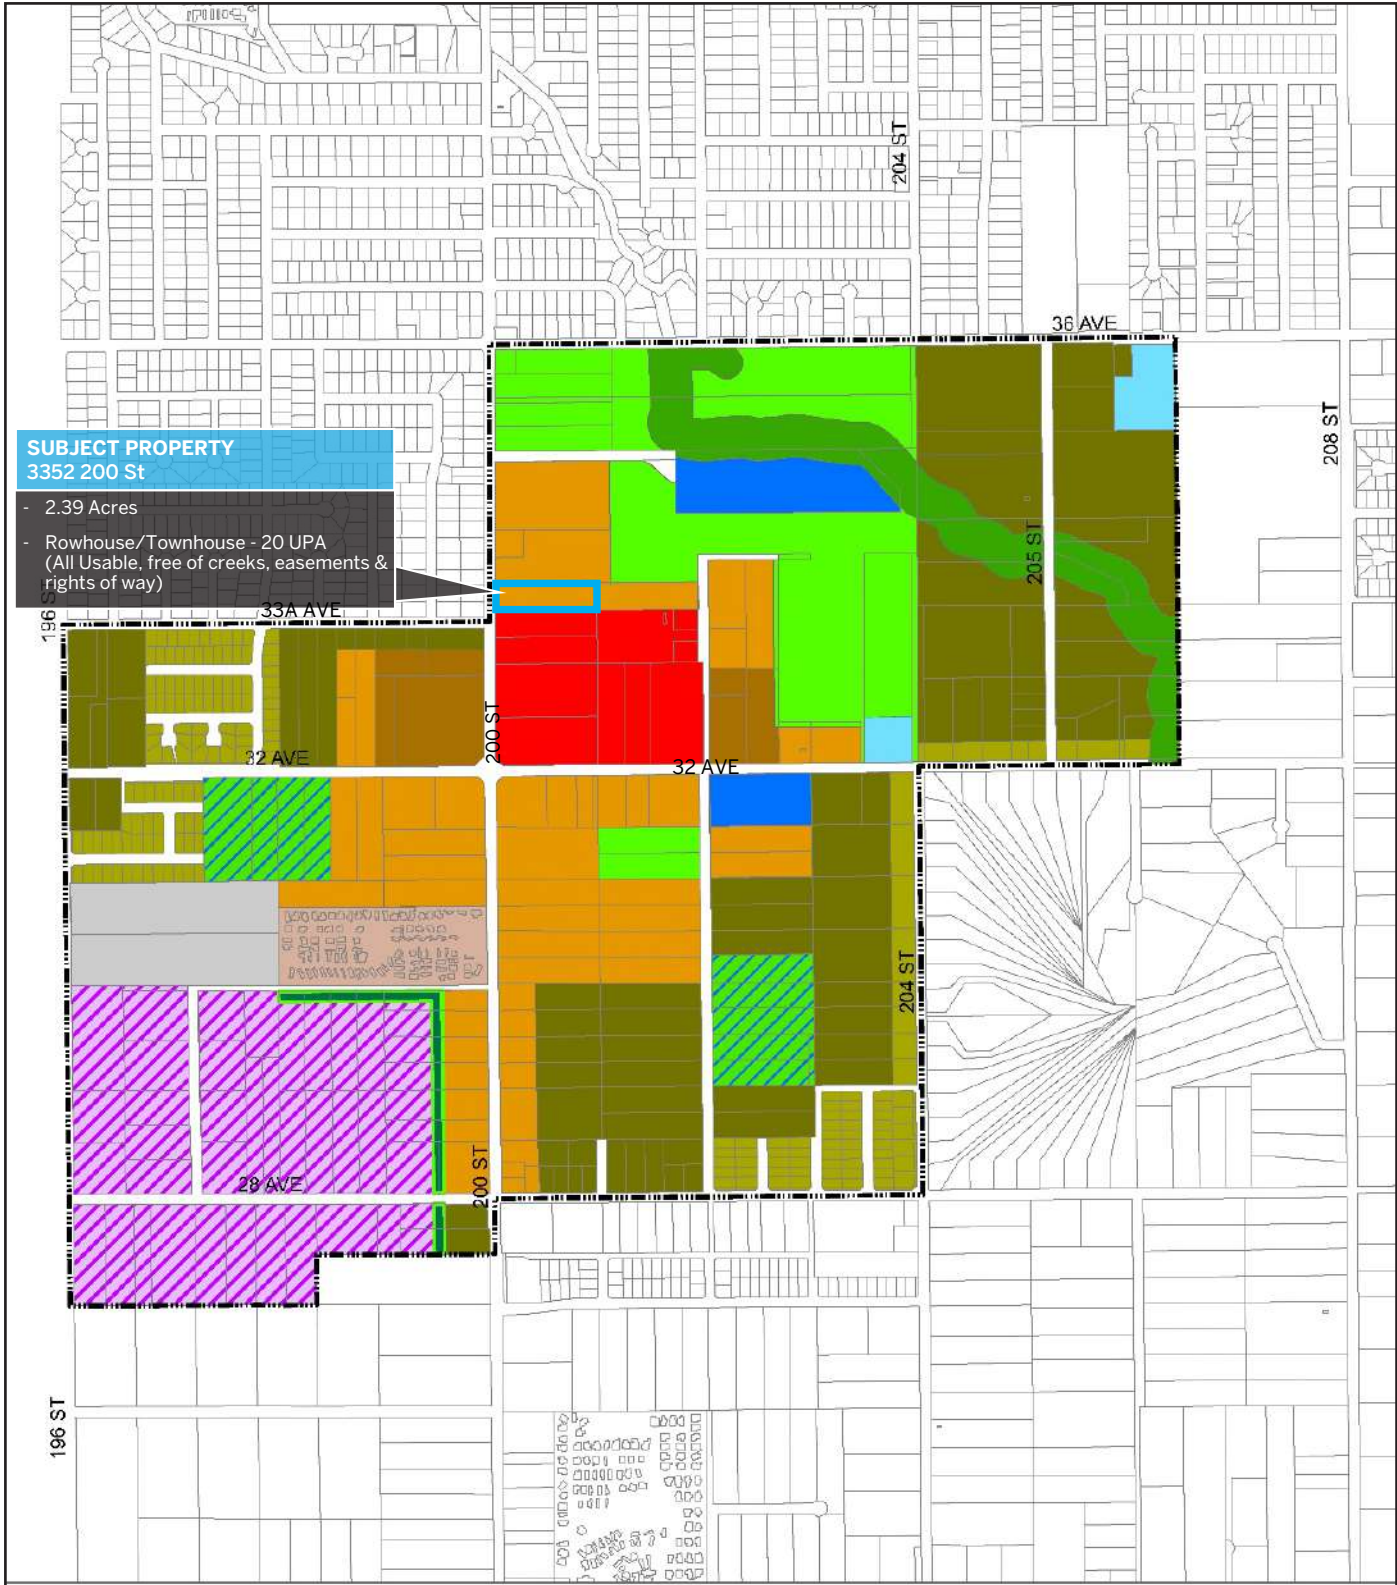 204 ST
36 AVE
208 ST
SUBJECT PROPERTY
3352 200 St
- 2.39 Acres
- Rowhouse/Townhouse - 20 UPA
(All Usable, free of creeks, easements &
rights of way)
205 ST
196 ST
33A AVE
200 ST
32 AVE
32 AVE
204 ST
200 ST
28 AVE
196 ST